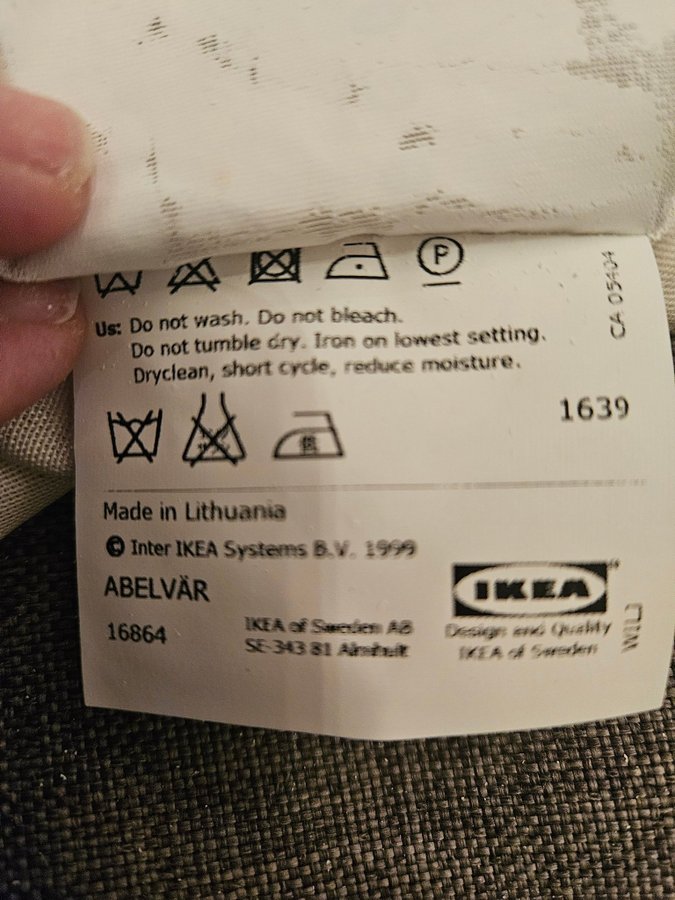 P
CA 05404
Us: Do not wash. Do not bleach.
Do not tumble dry. Iron on lowest setting.
Dryclean, short cycle, reduce moisture.
1639
Made in Lithuania
© Inter IKEA Systems B.V. 1999
ABELVÄR
16864
IKEA of Sweden AB
SE-343 81 Älmhult
IKEA
Design and Quality
IKEA of Sweden